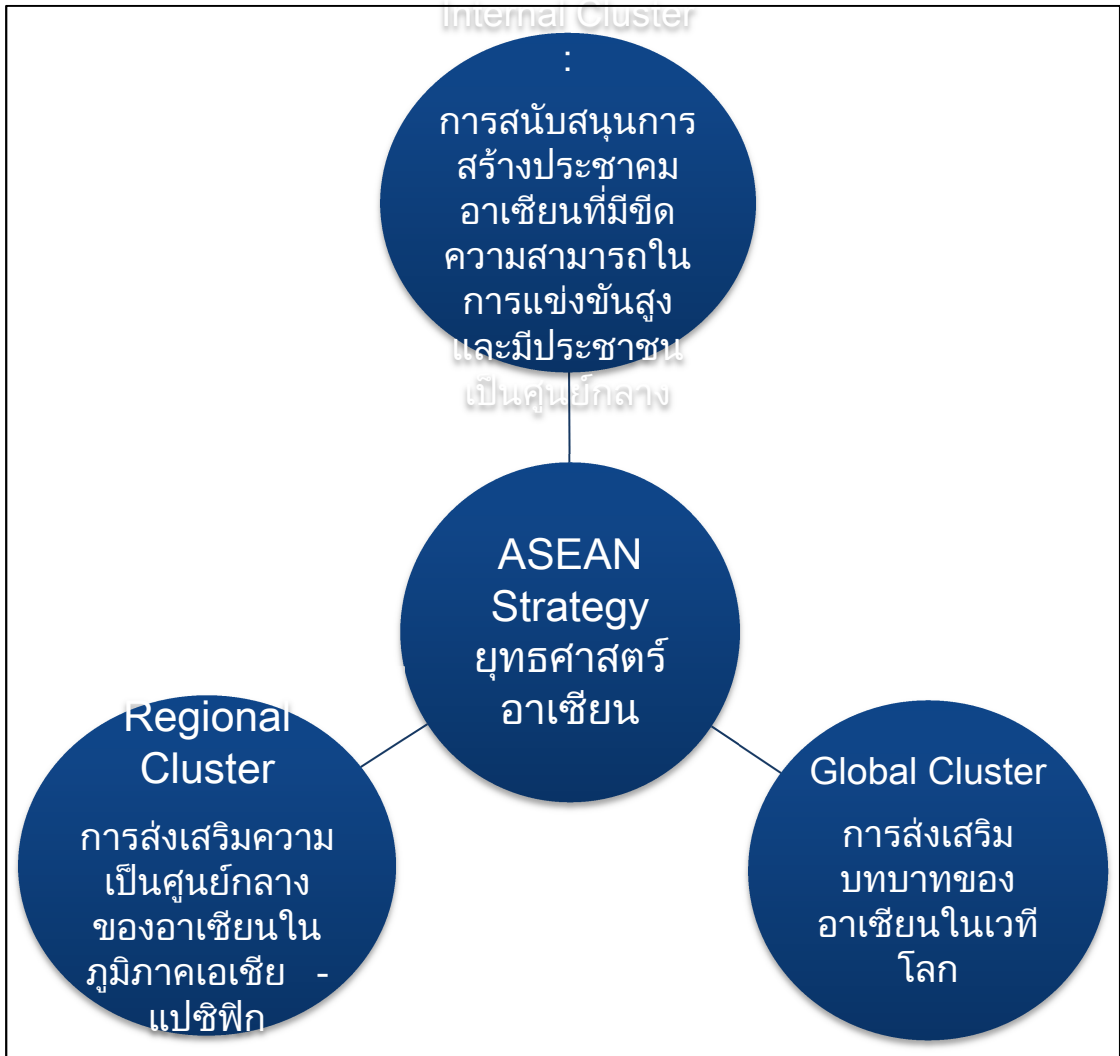 Internal Cluster
:
การสนับสนุนการ
สร้างประชาคม
อาเซียนที่มีขีด
ความสามารถใน
การแข่งขันสูง
และมีประชาชน
เป็นศูนย์กลาง
ASEAN
Strategy
ยุทธศาสตร์
อาเซียน
Regional
Cluster
การส่งเสริมความ
เป็นศูนย์กลาง
ของอาเซียนใน
ภูมิภาคเอเชีย -
แปซิฟิก
Global Cluster
การส่งเสริม
บทบาทของ
อาเซียนในเวที
โลก